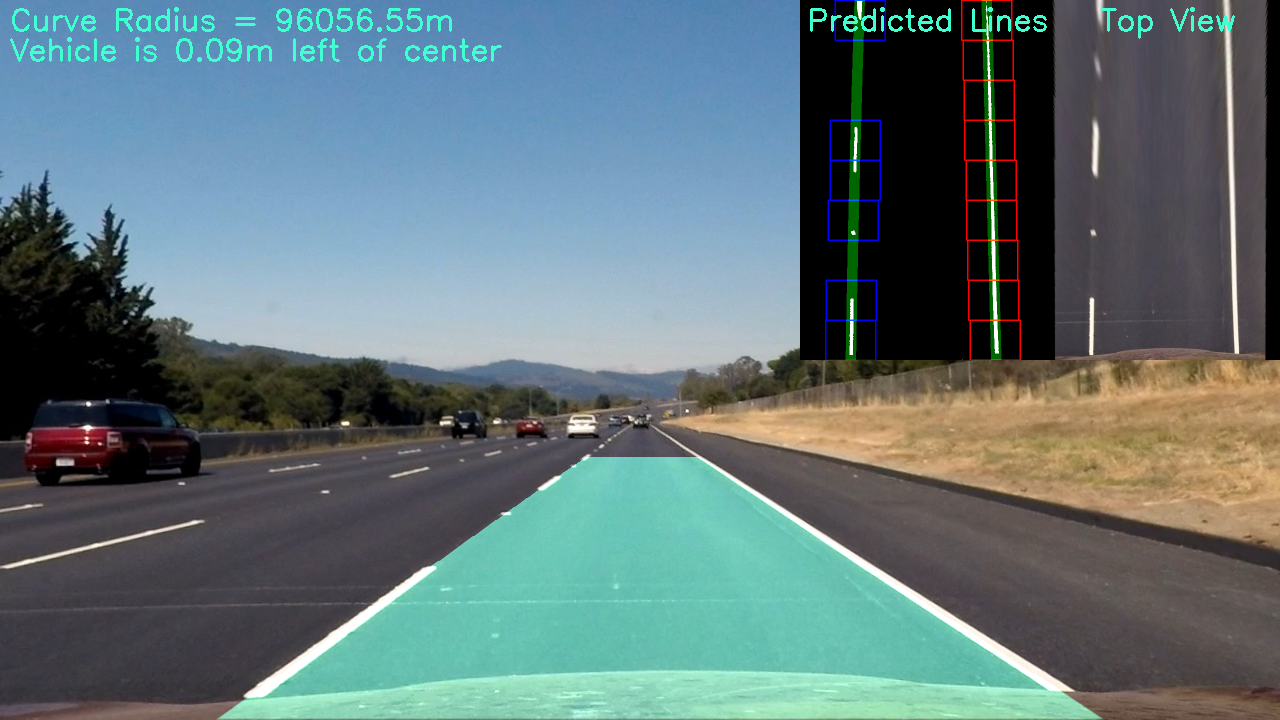 Curve Radius = 96056.55m
Vehicle is 0.09m left of center
Predicted Lines
Top View